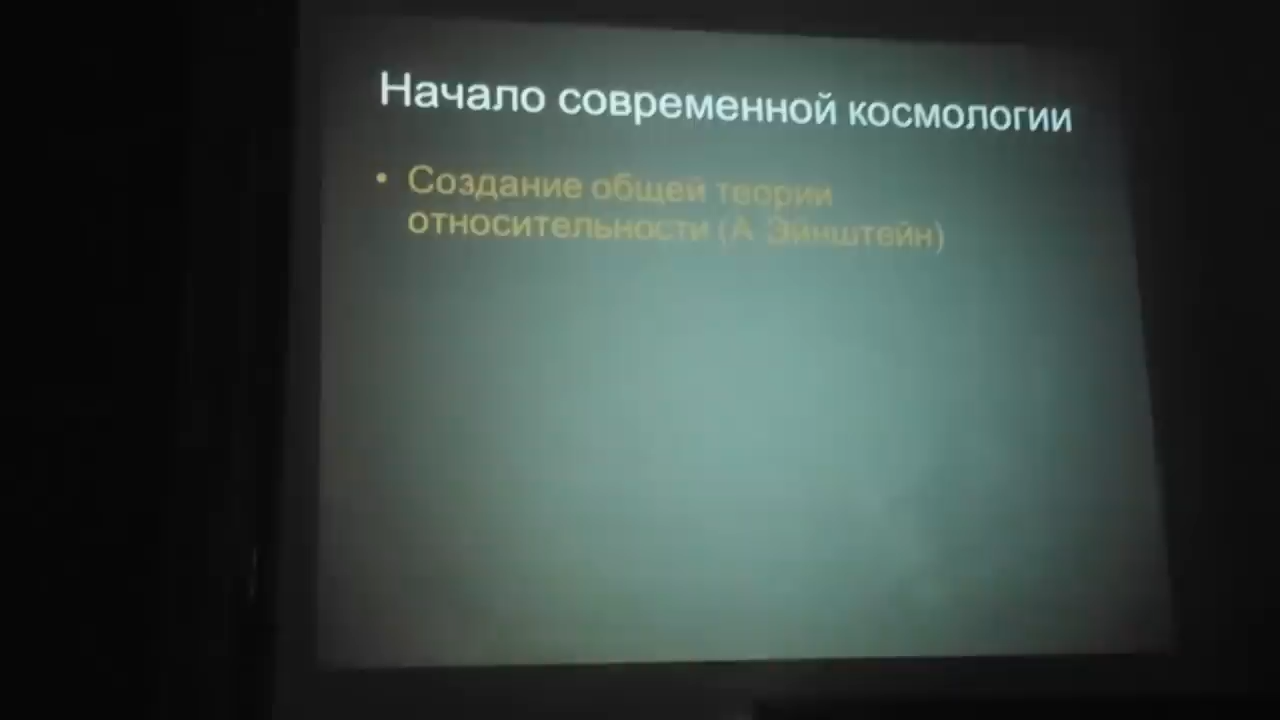 Начало современной космологии
• Создание общей теории
относительности (А Эйнштейн)